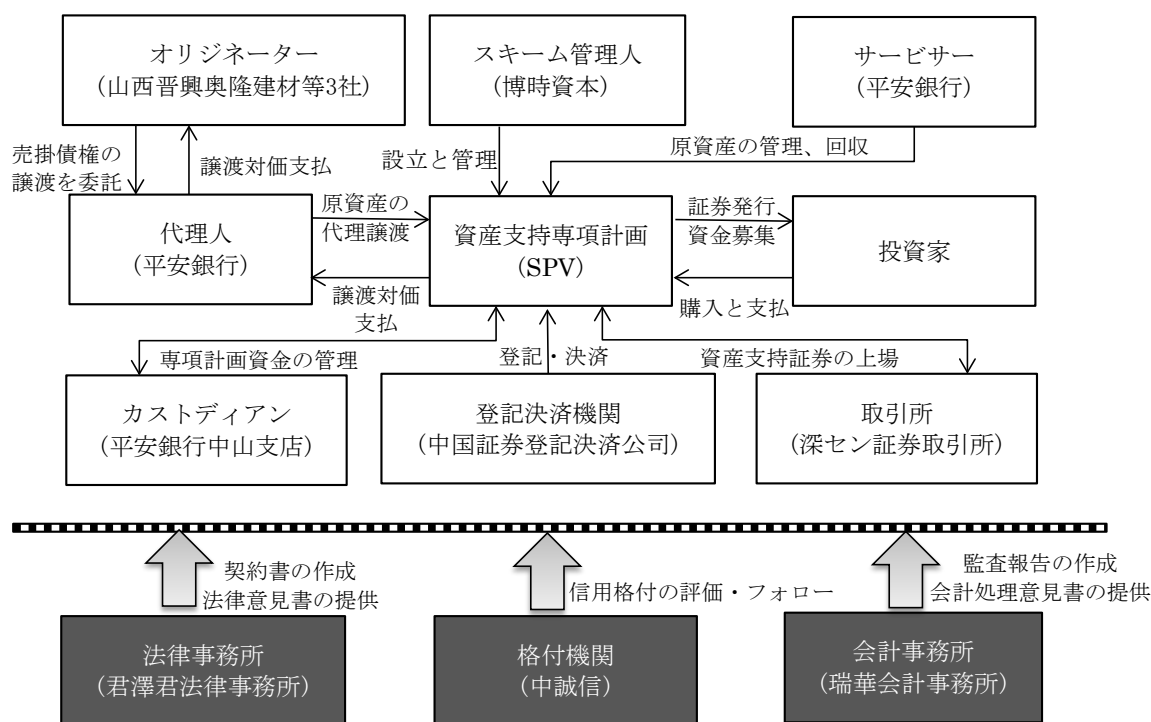 オリジネーター
（山西晋興奥隆建材等3社）
スキーム管理人
（博時資本）
サービサー
（平安銀行）
売掛債権の
譲渡を委託
譲渡対価支払
設立と管理
原資産の管理、回収
代理人
（平安銀行）
原資産の
代理譲渡
資産支持専項計画
（SPV）
証券発行
資金募集
投資家
譲渡対価
支払
購入と支払
専項計画資金の管理
登記・決済
資産支持証券の上場
カストディアン
（平安銀行中山支店）
登記決済機関
（中国証券登記決済公司）
取引所
（深セン証券取引所）
契約書の作成
法律意見書の提供
信用格付の評価・フォロー
監査報告の作成
会計処理意見書の提供
法律事務所
（君澤君法律事務所）
格付機関
（中誠信）
会計事務所
（瑞華会計事務所）